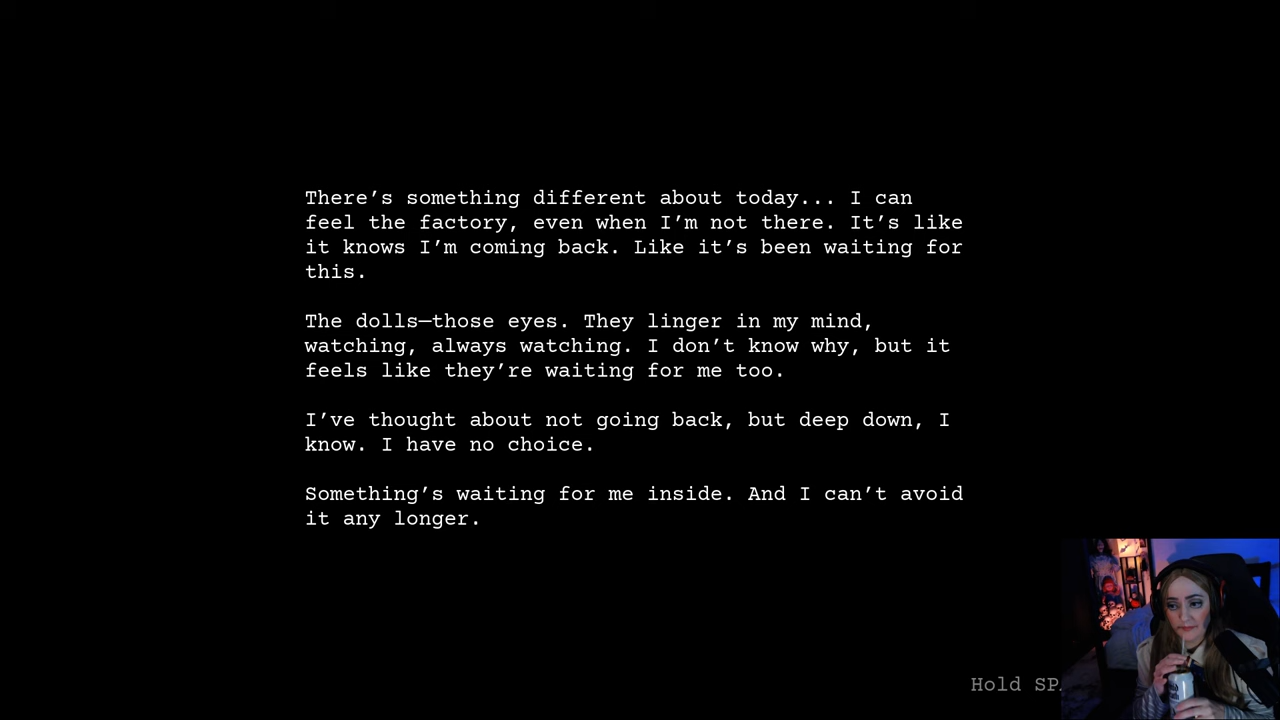 There’s something different about today... I can
feel the factory, even when I’m not there. It’s like
it knows I’m coming back. Like it’s been waiting for
this.
The dolls—those eyes. They linger in my mind,
watching, always watching. I don’t know why, but it
feels like they’re waiting for me too.
I’ve thought about not going back, but deep down, I
know. I have no choice.
Something’s waiting for me inside. And I can’t avoid
it any longer.
Hold